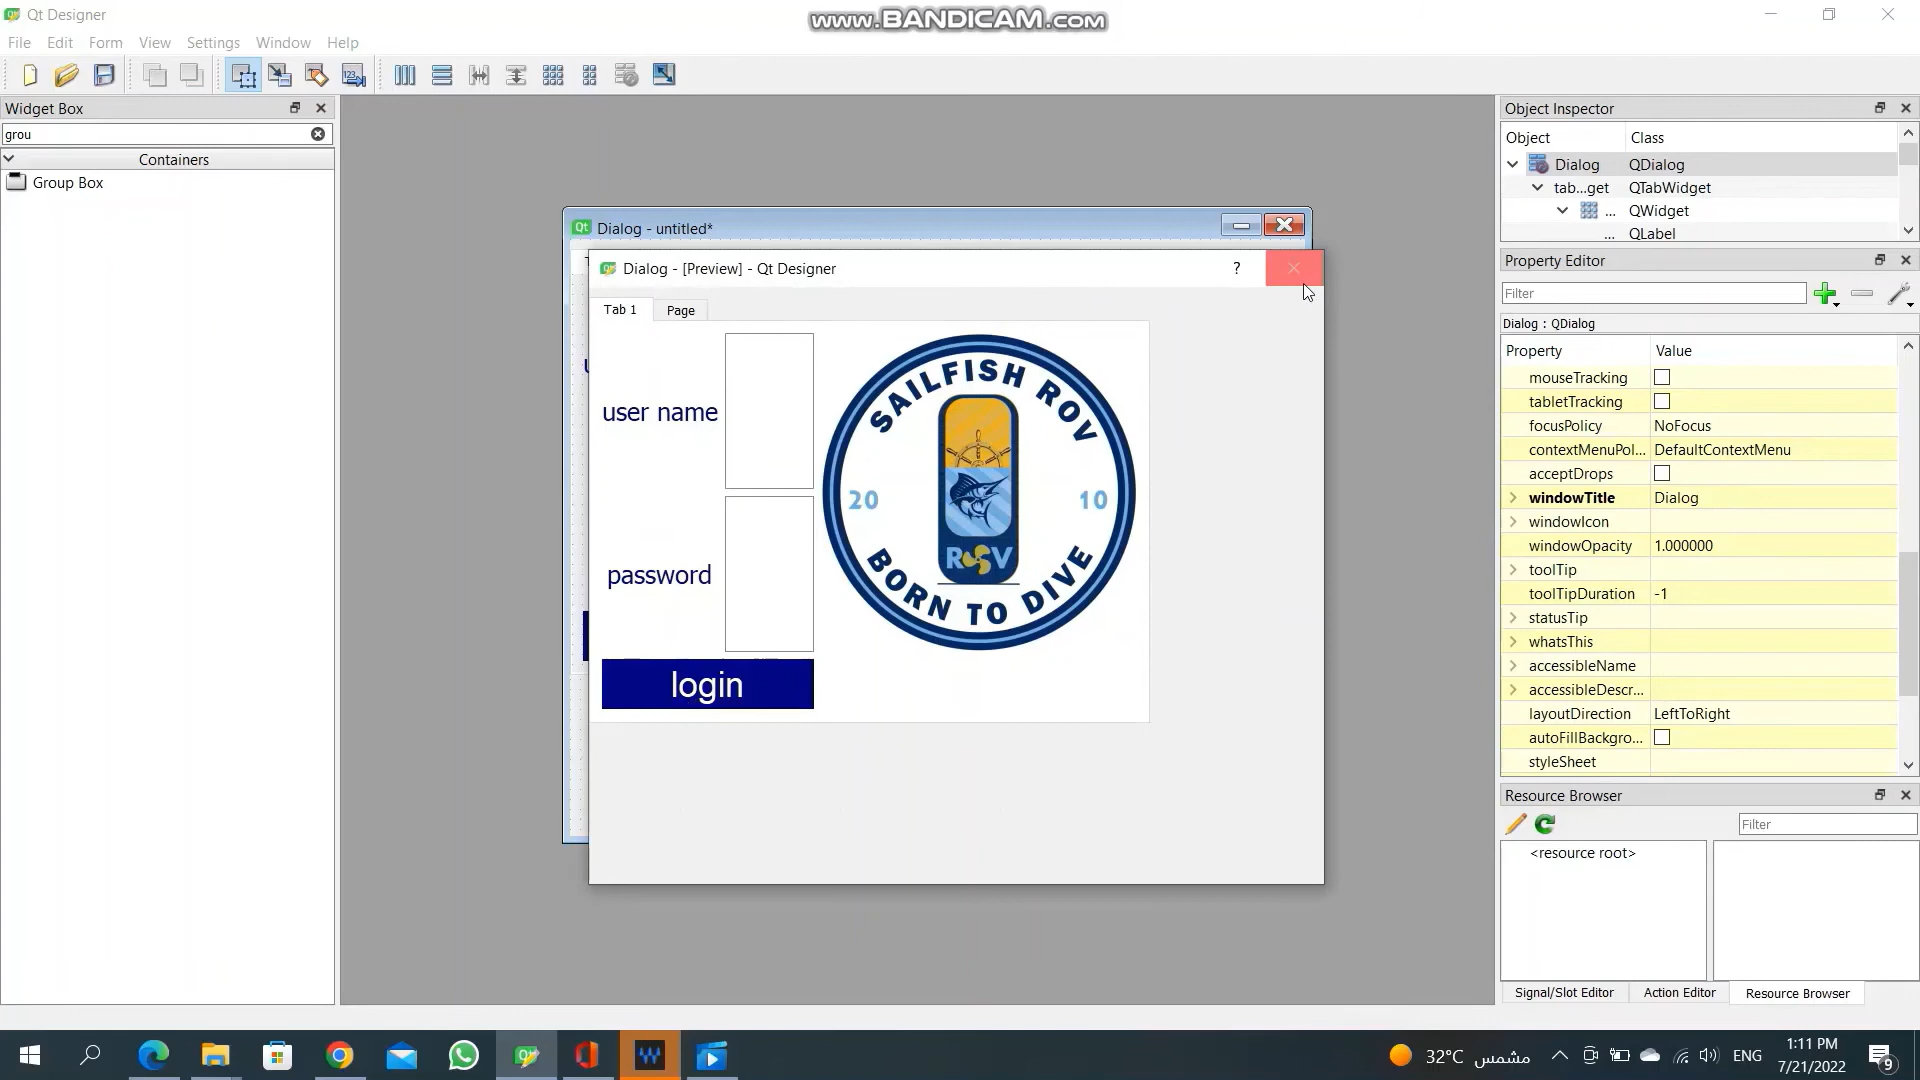 Qt Designer
www.BANDICAM.com
File Edit Form View Settings Window Help
Widget Box
grou
Containers
Group Box
Dialog - untitled*
Dialog - [Preview] - Qt Designer
?
Tab 1 Page
user name
password
login
SAILFISH ROV
20 10
ROV
BORN TO DIVE
Object Inspector
Object Class
Dialog QDialog
tab...get QTabWidget
... QWidget
... QLabel
Property Editor
Filter
Dialog : QDialog
Property Value
mouseTracking
tabletTracking
focusPolicy NoFocus
contextMenuPol... DefaultContextMenu
acceptDrops
windowTitle Dialog
windowIcon
windowOpacity 1.000000
toolTip
toolTipDuration -1
statusTip
whatsThis
accessibleName
accessibleDescr...
layoutDirection LeftToRight
autoFillBackgro...
styleSheet
Resource Browser
Filter
<resource root>
Signal/Slot Editor Action Editor Resource Browser
32°C مشمس
ENG
1:11 PM
7/21/2022
9